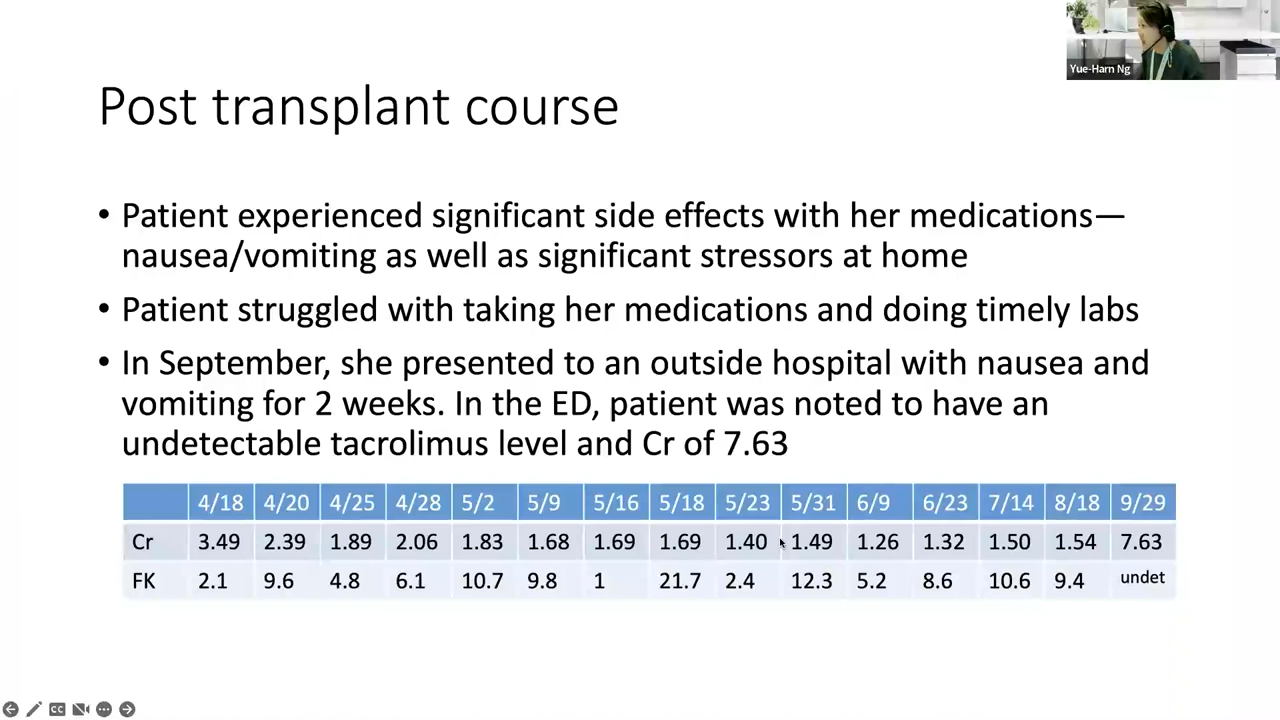 Yue-Harn Ng
Post transplant course
• Patient experienced significant side effects with her medications—
nausea/vomiting as well as significant stressors at home
• Patient struggled with taking her medications and doing timely labs
• In September, she presented to an outside hospital with nausea and
vomiting for 2 weeks. In the ED, patient was noted to have an
undetectable tacrolimus level and Cr of 7.63
4/18 4/20 4/25 4/28 5/2 5/9 5/16 5/18 5/23 5/31 6/9 6/23 7/14 8/18 9/29
Cr 3.49 2.39 1.89 2.06 1.83 1.68 1.69 1.69 1.40 1.49 1.26 1.32 1.50 1.54 7.63
FK 2.1 9.6 4.8 6.1 10.7 9.8 1 21.7 2.4 12.3 5.2 8.6 10.6 9.4 undet
CC